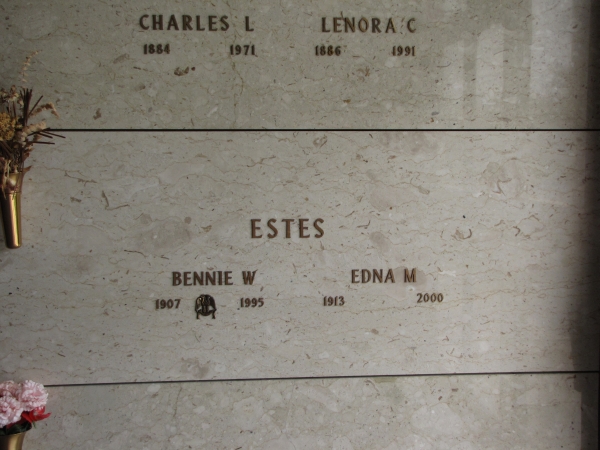 CHARLES L LENORA C
1884 1971 1886 1991
ESTES
BENNIE W EDNA M
1907 1995 1913 2000